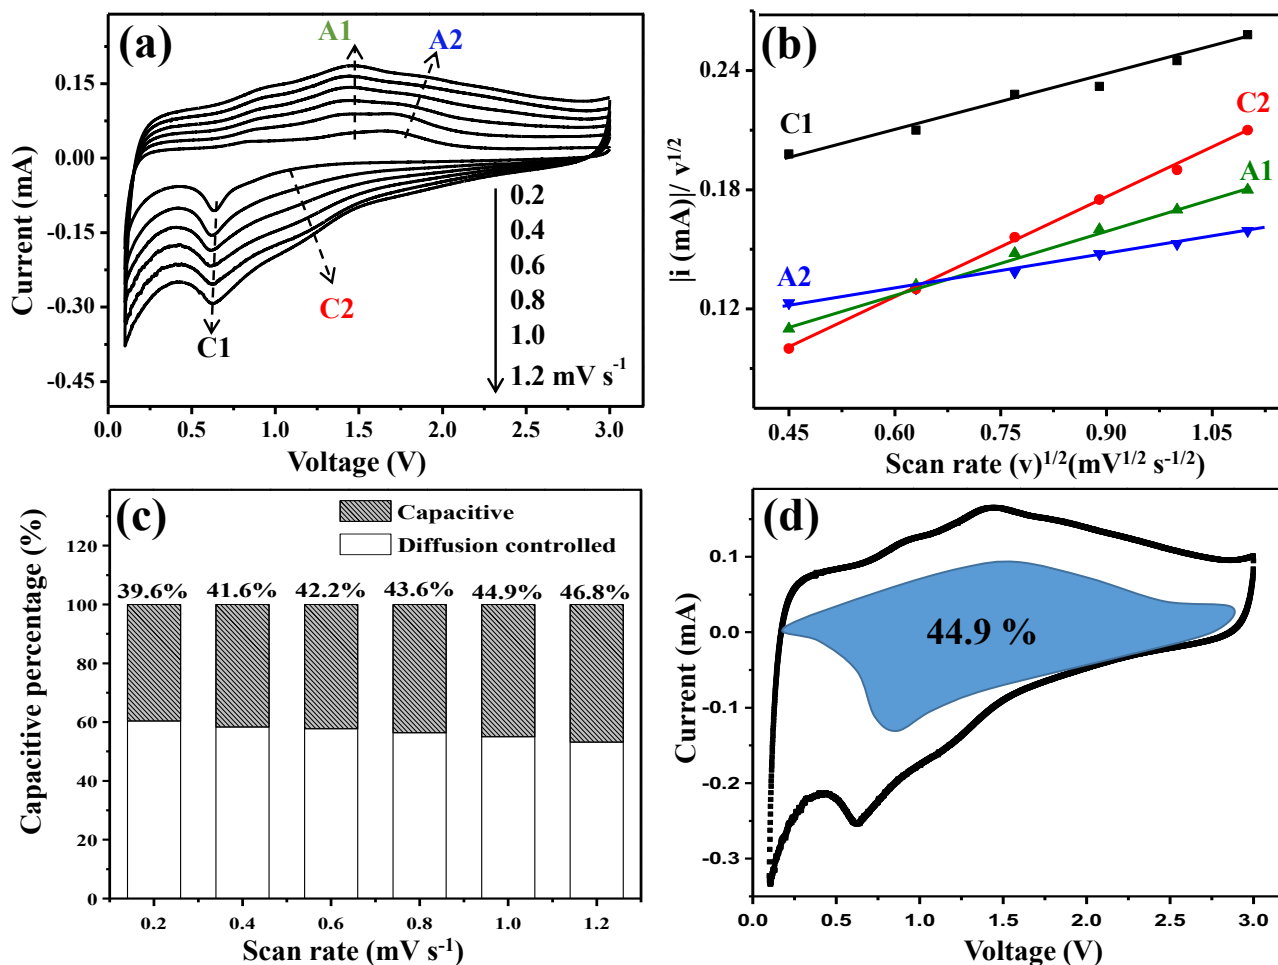 (a)
A1
A2
0.15
0.00
-0.15
-0.30
-0.45
Current (mA)
0.2
0.4
0.6
0.8
1.0
1.2 mV s⁻¹
C2
C1
0.0
0.5
1.0
1.5
2.0
2.5
3.0
Voltage (V)
(b)
0.24
0.18
0.12
|i (mA)|/ v^1/2
C1
C2
A1
A2
0.45
0.60
0.75
0.90
1.05
Scan rate (v)^1/2(mV^1/2 s^-1/2)
(c)
Capacitive
Diffusion controlled
120
100
80
60
40
20
0
Capacitive percentage (%)
39.6%
41.6%
42.2%
43.6%
44.9%
46.8%
0.2
0.4
0.6
0.8
1.0
1.2
Scan rate (mV s⁻¹)
(d)
0.1
0.0
-0.1
-0.2
-0.3
Current (mA)
44.9 %
0.0
0.5
1.0
1.5
2.0
2.5
3.0
Voltage (V)